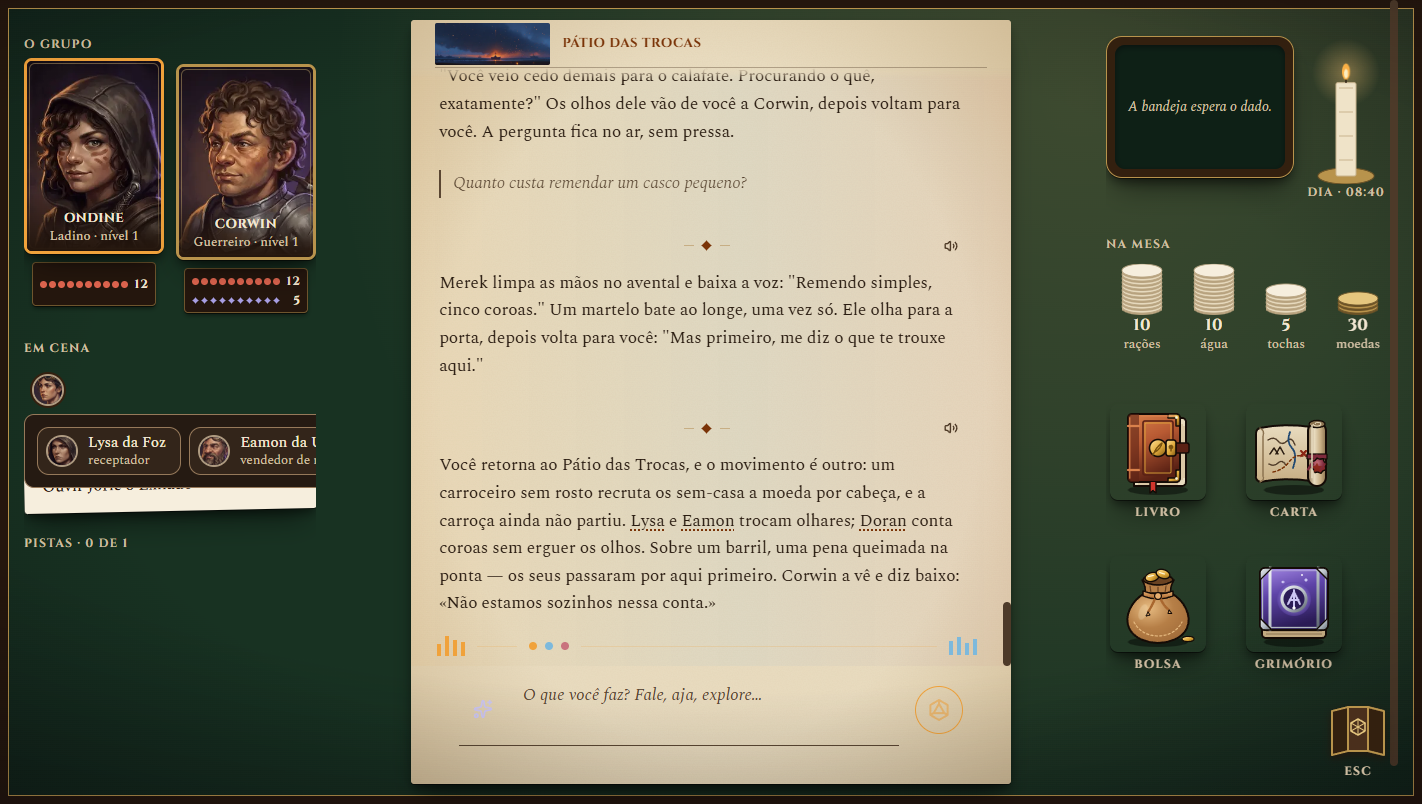 O GRUPO
ONDINE
Ladino · nível 1
12
CORWIN
Guerreiro · nível 1
12
5
EM CENA
Lysa da Foz
receptador
Eamon da
vendedor de
PISTAS · 0 DE 1
PÁTIO DAS TROCAS
"Você veio cedo demais para o calafate. Procurando o quê,
exatamente?" Os olhos dele vão de você a Corwin, depois voltam para
você. A pergunta fica no ar, sem pressa.
Quanto custa remendar um casco pequeno?
Merek limpa as mãos no avental e baixa a voz: "Remendo simples,
cinco coroas." Um martelo bate ao longe, uma vez só. Ele olha para a
porta, depois volta para você: "Mas primeiro, me diz o que te trouxe
aqui."
Você retorna ao Pátio das Trocas, e o movimento é outro: um
carroceiro sem rosto recruta os sem-casa a moeda por cabeça, e a
carroça ainda não partiu. Lysa e Eamon trocam olhares; Doran conta
coroas sem erguer os olhos. Sobre um barril, uma pena queimada na
ponta — os seus passaram por aqui primeiro. Corwin a vê e diz baixo:
«Não estamos sozinhos nessa conta.»
O que você faz? Fale, aja, explore...
A bandeja espera o dado.
DIA · 08:40
NA MESA
10
rações
10
água
5
tochas
30
moedas
LIVRO
CARTA
BOLSA
GRIMÓRIO
ESC